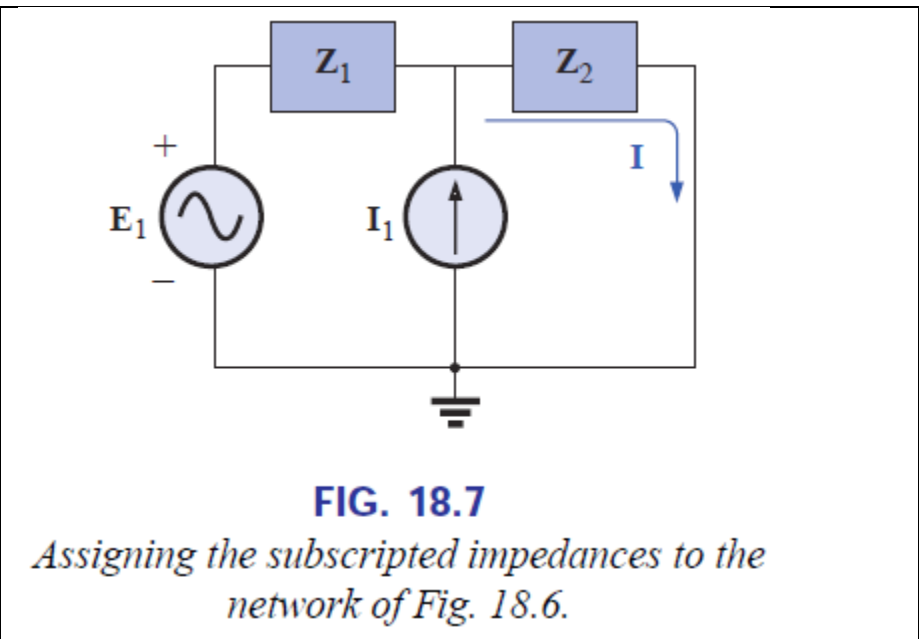 Z1
Z2
I
+
E1
I1
−
FIG. 18.7
Assigning the subscripted impedances to the
network of Fig. 18.6.